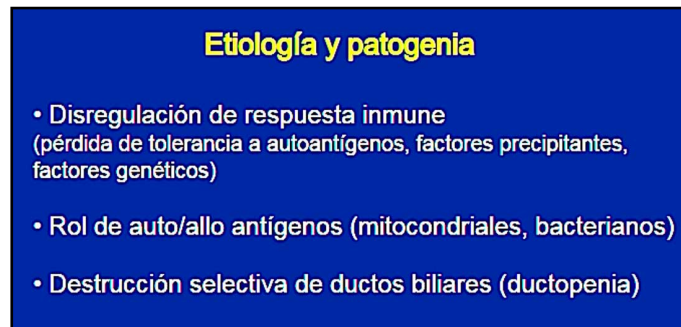 Etiología y patogenia
• Disregulación de respuesta inmune
(pérdida de tolerancia a autoantígenos, factores precipitantes,
factores genéticos)
• Rol de auto/allo antígenos (mitocondriales, bacterianos)
• Destrucción selectiva de ductos biliares (ductopenia)